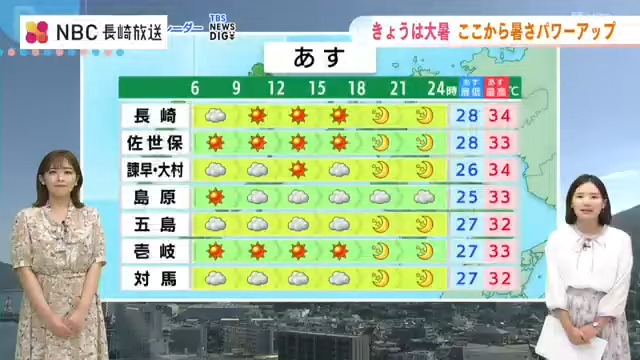 NBC 長崎放送
レーダー
TBS
NEWS
DIG
きょうは大暑 ここから暑さパワーアップ
あす
6 9 12 15 18 21 24時 あす最低 あす最高 ℃
長崎 28 34
佐世保 28 33
諫早・大村 26 34
島原 25 33
五島 27 32
壱岐 27 33
対馬 27 32